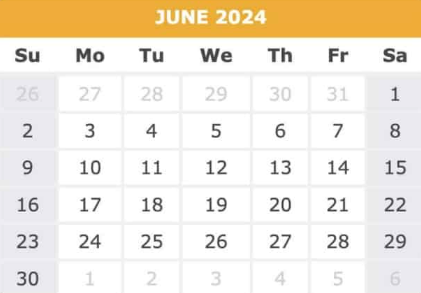 JUNE 2024
Su Mo Tu We Th Fr Sa
26 27 28 29 30 31 1
2 3 4 5 6 7 8
9 10 11 12 13 14 15
16 17 18 19 20 21 22
23 24 25 26 27 28 29
30 1 2 3 4 5 6